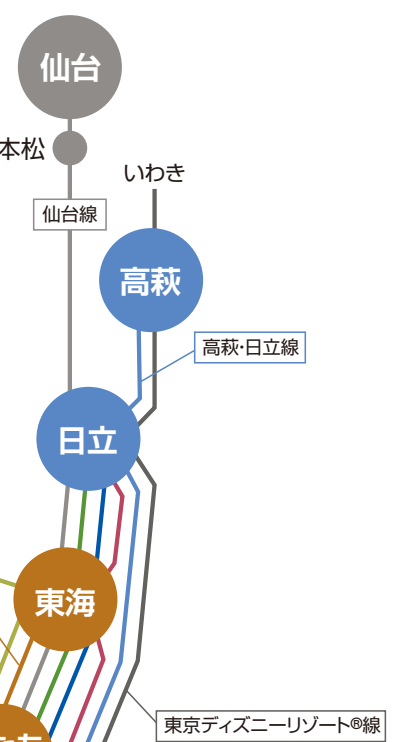 仙台
本松
いわき
仙台線
高萩
高萩・日立線
日立
東海
東京ディズニーリゾート®線